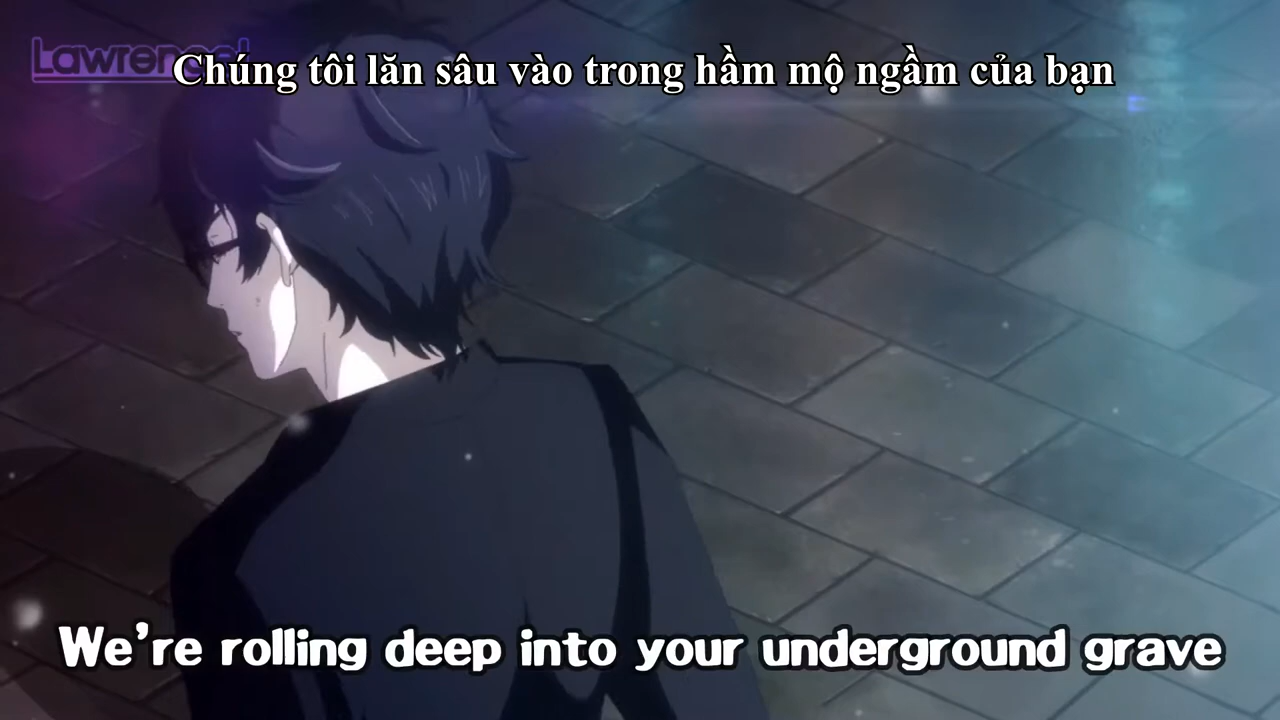 Lawrence!
Chúng tôi lăn sâu vào trong hầm mộ ngầm của bạn
We're rolling deep into your underground grave